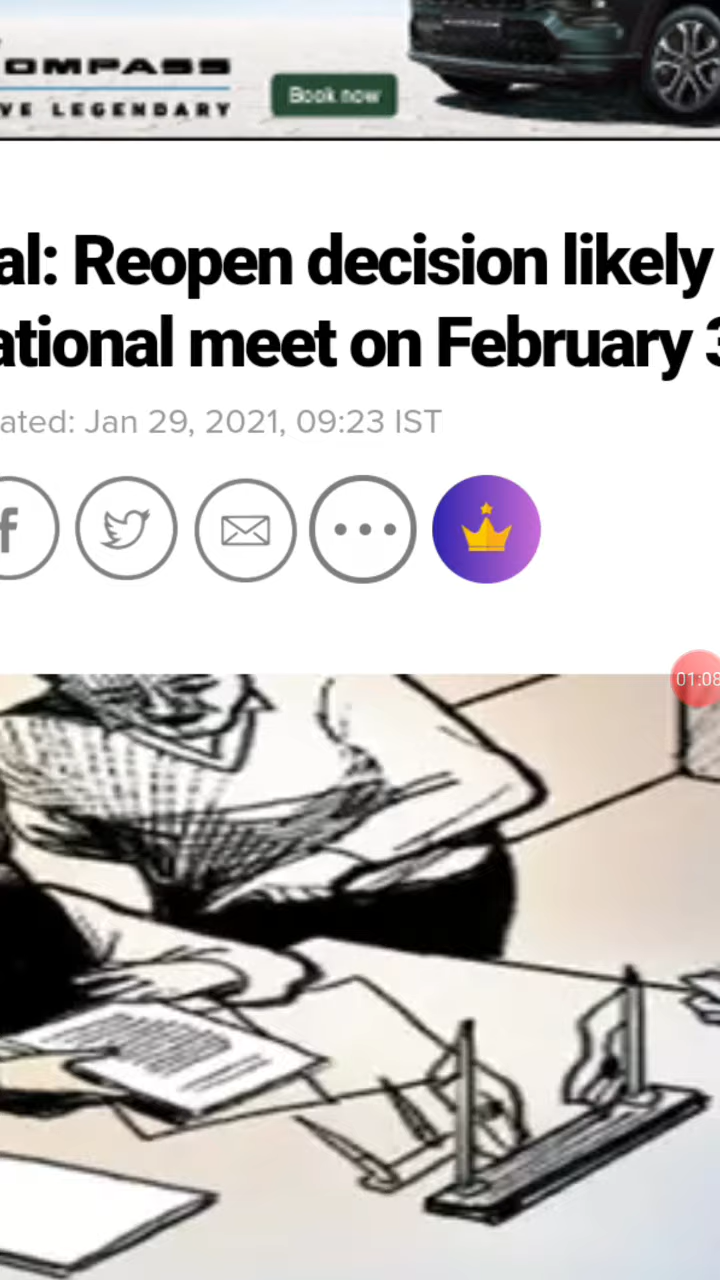 OMPASS
VE LEGENDARY
Book now
al: Reopen decision likely
ational meet on February 3
ated: Jan 29, 2021, 09:23 IST
f
01:08